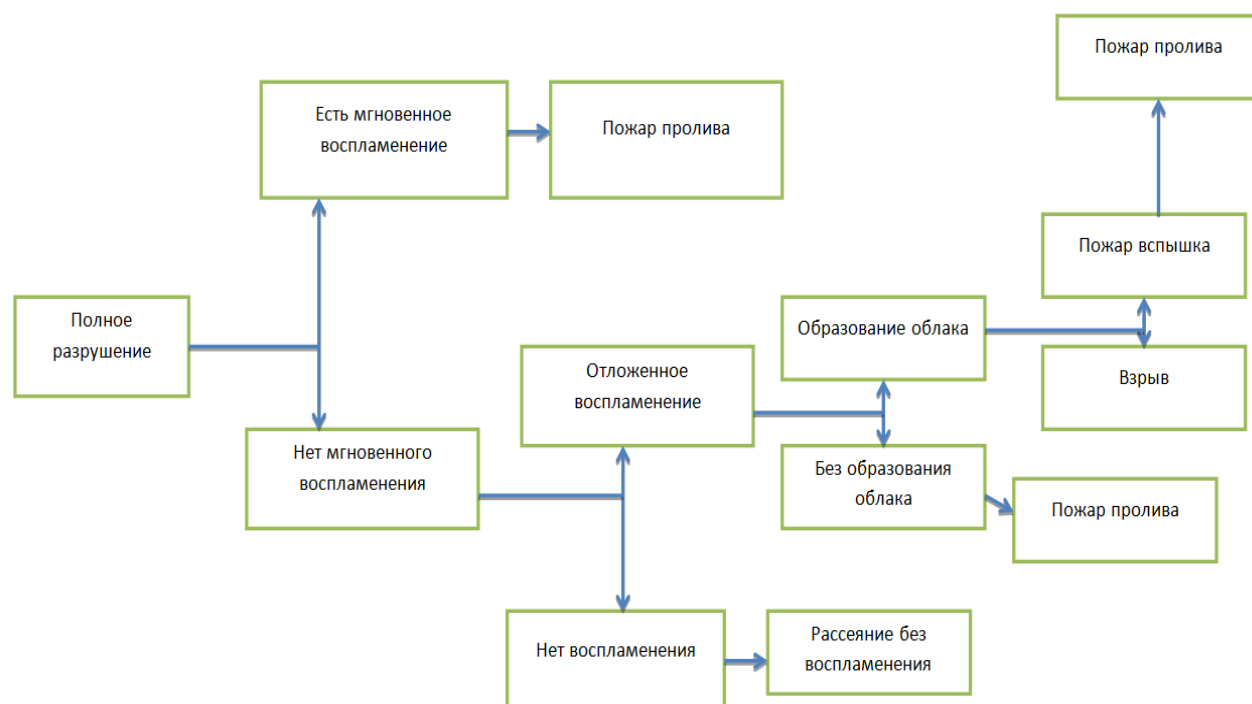 Пожар пролива
Есть мгновенное
воспламенение
Пожар пролива
Пожар вспышка
Полное
разрушение
Образование облака
Отложенное
воспламенение
Взрыв
Нет мгновенного
воспламенения
Без образования
облака
Пожар пролива
Нет воспламенения
Рассеяние без
воспламенения